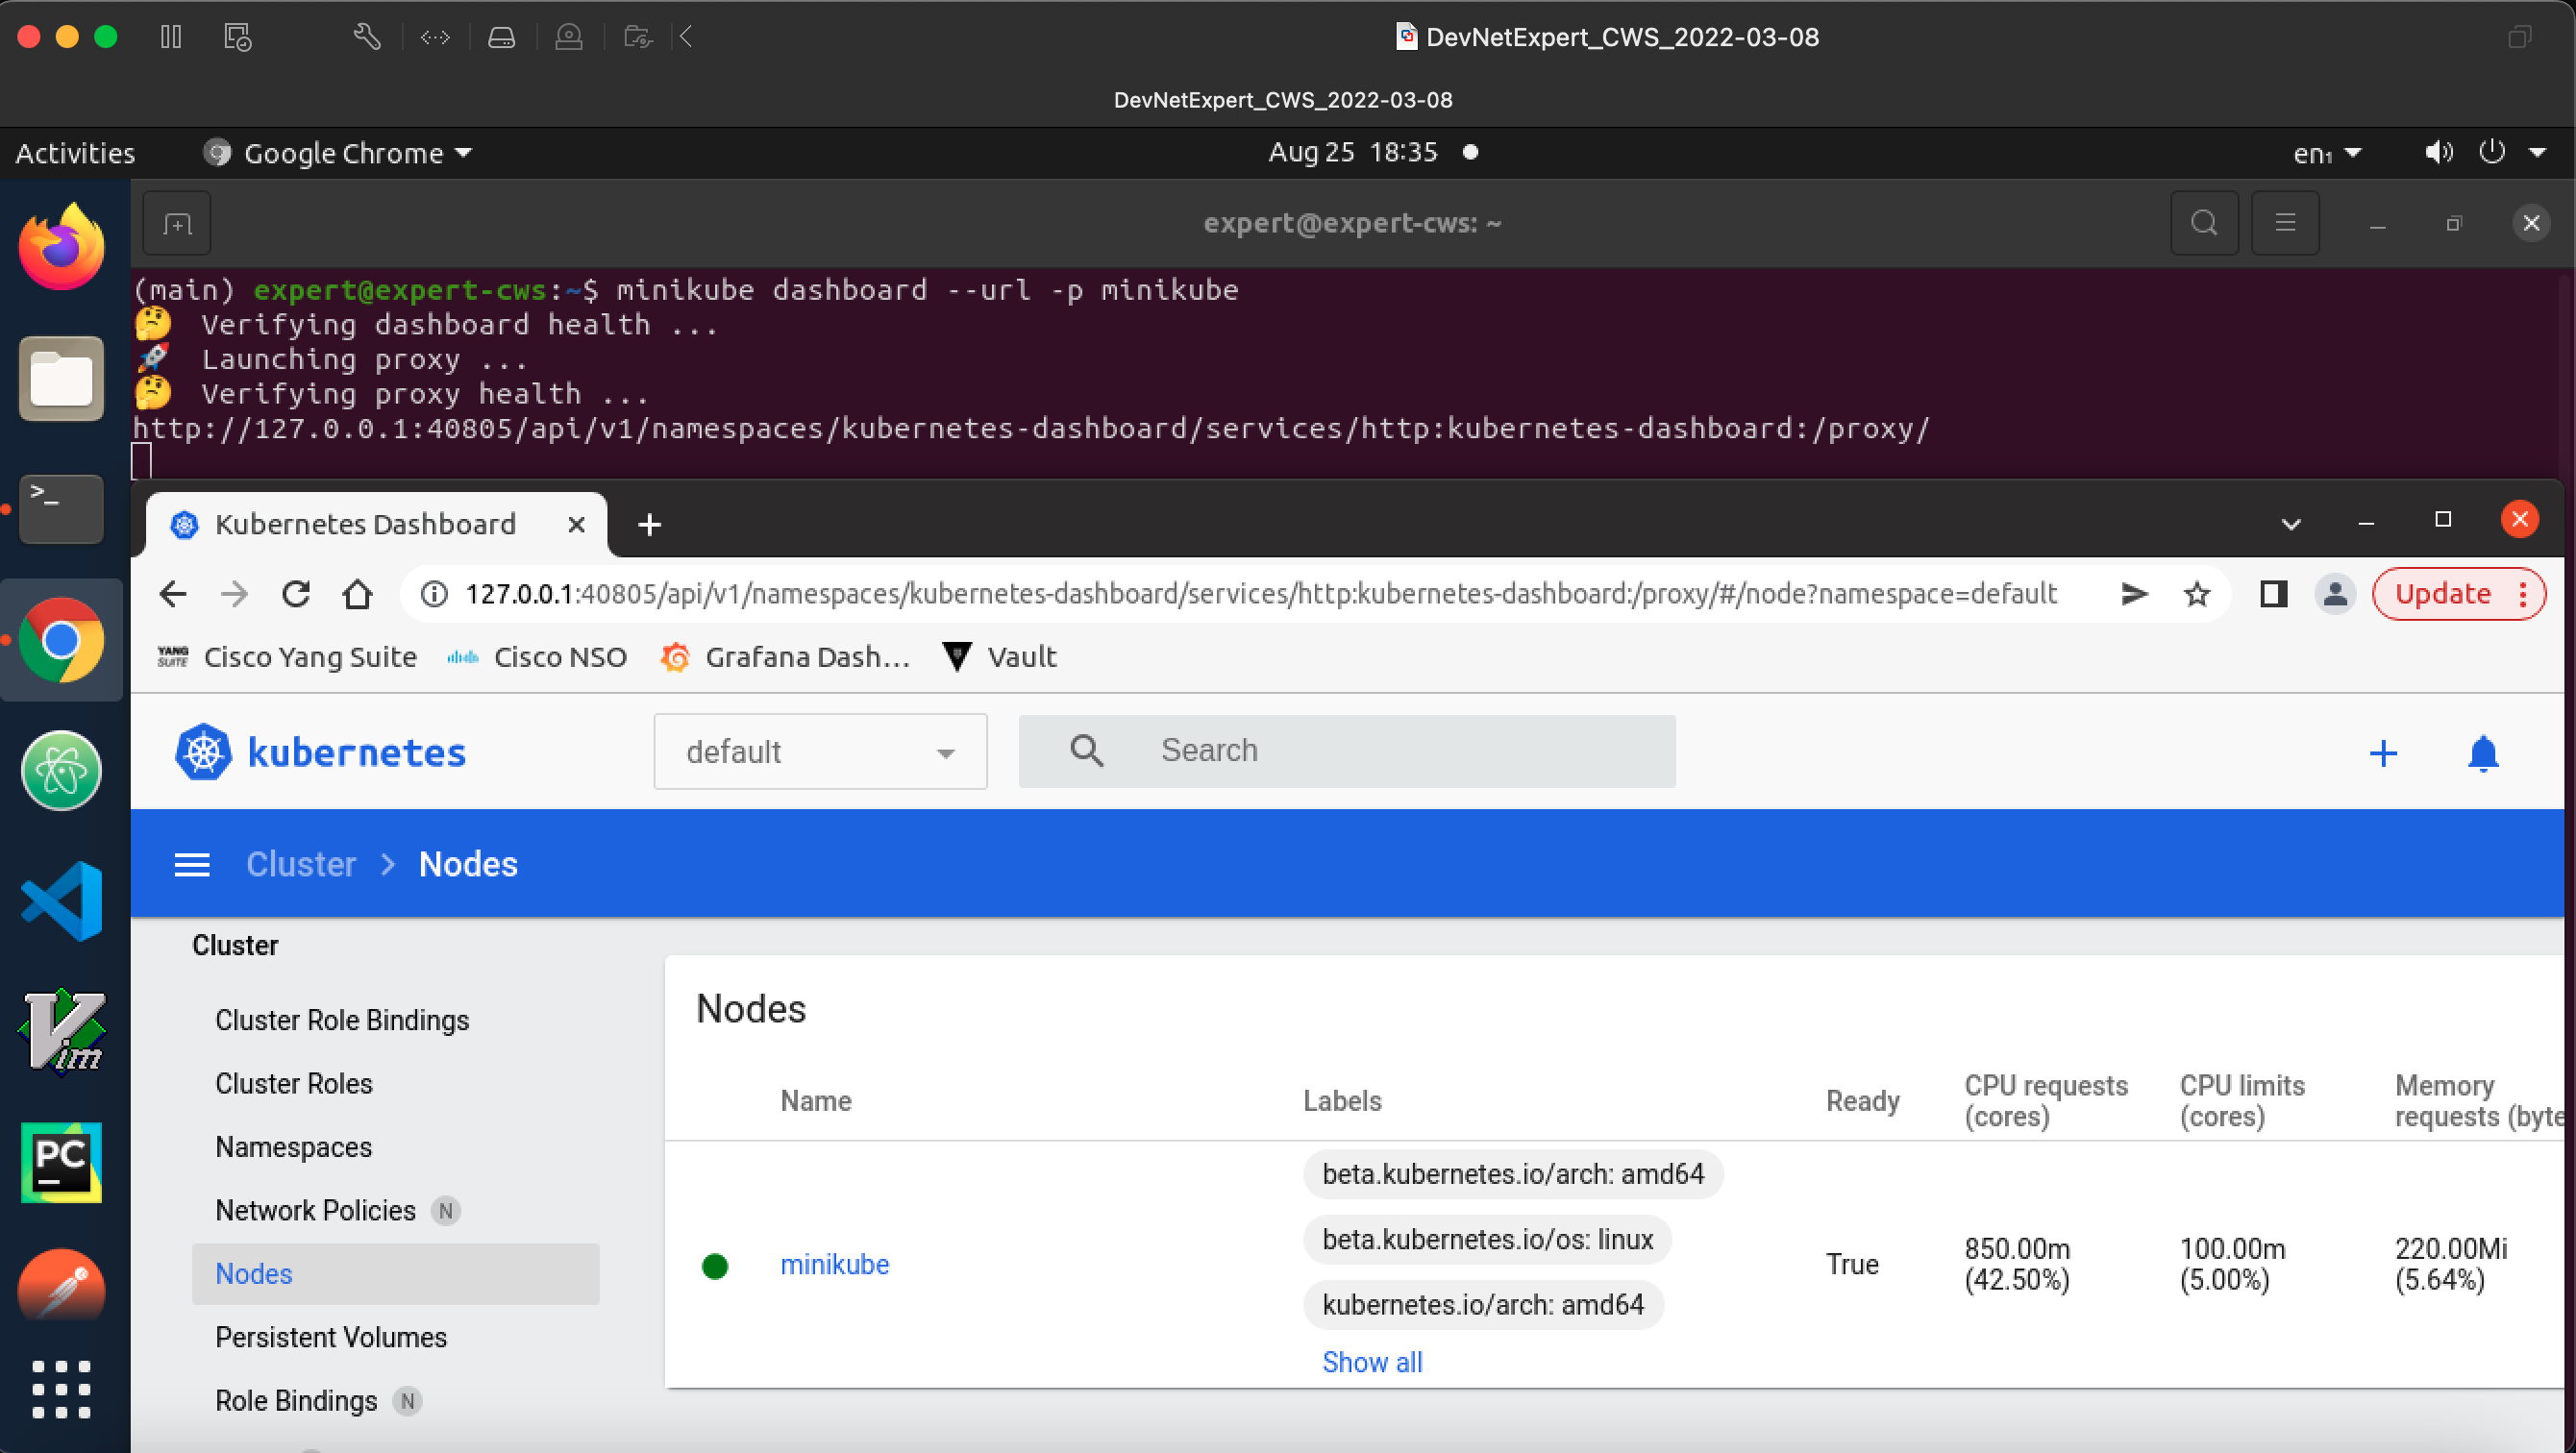 DevNetExpert_CWS_2022-03-08
DevNetExpert_CWS_2022-03-08
Activities Google Chrome Aug 25 18:35 en₁
expert@expert-cws: ~
(main) expert@expert-cws:~$ minikube dashboard --url -p minikube
Verifying dashboard health ...
Launching proxy ...
Verifying proxy health ...
http://127.0.0.1:40805/api/v1/namespaces/kubernetes-dashboard/services/http:kubernetes-dashboard:/proxy/
>_
Kubernetes Dashboard
127.0.0.1:40805/api/v1/namespaces/kubernetes-dashboard/services/http:kubernetes-dashboard:/proxy/#/node?namespace=default Update
YANG SUITE Cisco Yang Suite Cisco NSO Grafana Dash... Vault
kubernetes default Search
Cluster > Nodes
Cluster
Cluster Role Bindings
Cluster Roles
Namespaces
Network Policies N
Nodes
Persistent Volumes
Role Bindings N
Vim
PC
Nodes
Name Labels Ready CPU requests (cores) CPU limits (cores) Memory requests (byte
beta.kubernetes.io/arch: amd64
beta.kubernetes.io/os: linux
kubernetes.io/arch: amd64
Show all
minikube True 850.00m (42.50%) 100.00m (5.00%) 220.00Mi (5.64%)